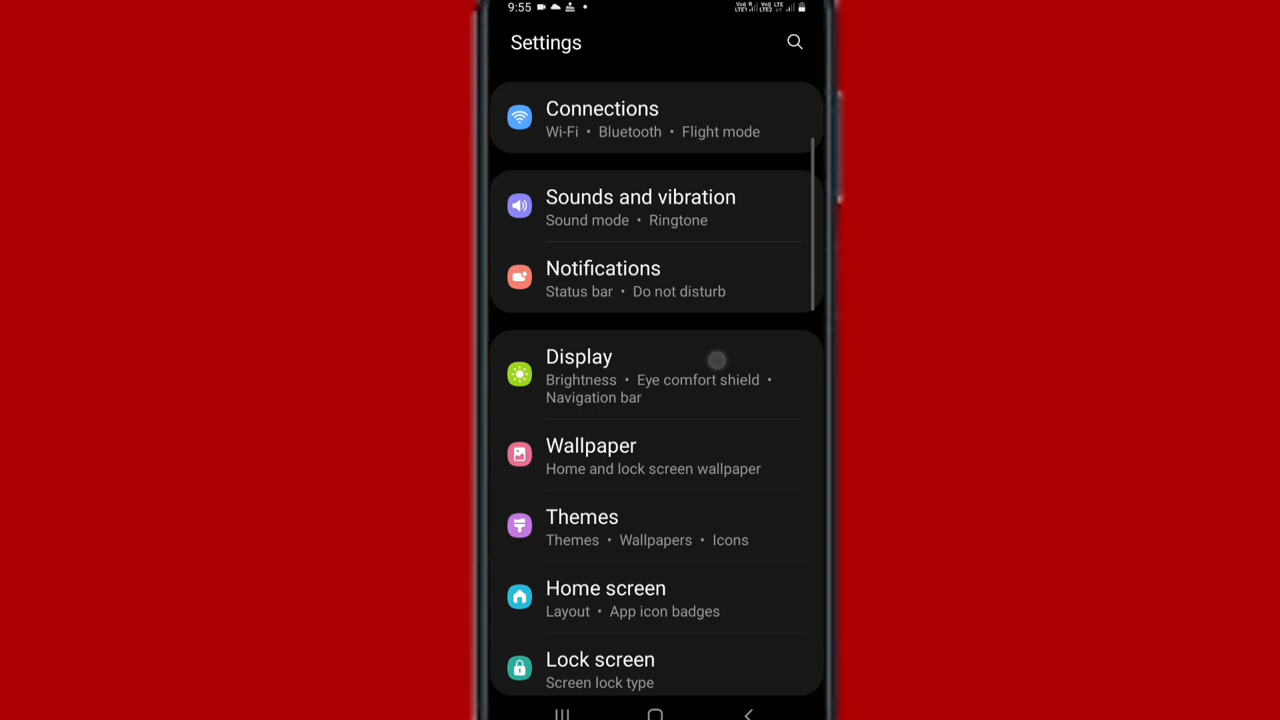 9:55
Settings
Connections
Wi-Fi • Bluetooth • Flight mode
Sounds and vibration
Sound mode • Ringtone
Notifications
Status bar • Do not disturb
Display
Brightness • Eye comfort shield •
Navigation bar
Wallpaper
Home and lock screen wallpaper
Themes
Themes • Wallpapers • Icons
Home screen
Layout • App icon badges
Lock screen
Screen lock type